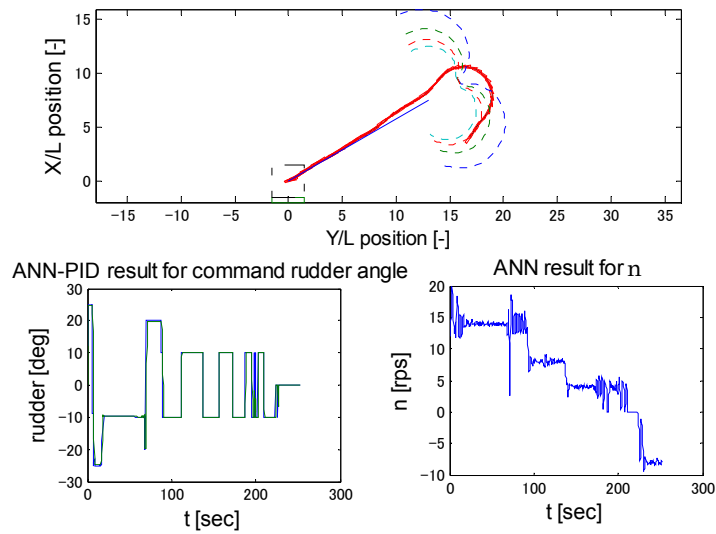 15
10
5
0
X/L position [-]
−15 −10 −5 0 5 10 15 20 25 30 35
Y/L position [-]
ANN-PID result for command rudder angle
30
20
10
0
−10
−20
−30
rudder [deg]
0 100 200 300
t [sec]
ANN result for n
20
15
10
5
0
−5
−10
n [rps]
0 100 200 300
t [sec]